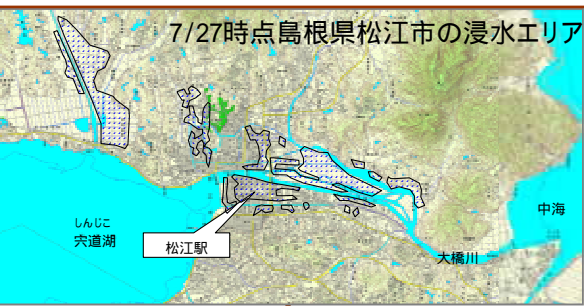 7/27時点島根県松江市の浸水エリア
しんじこ
宍道湖
松江駅
大橋川
中海